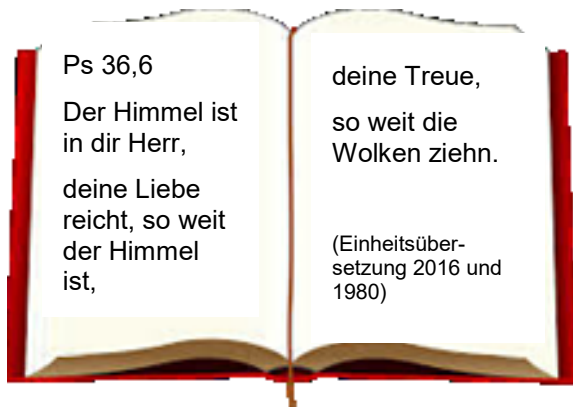 Ps 36,6
Der Himmel ist
in dir Herr,
deine Liebe
reicht, so weit
der Himmel
ist,
deine Treue,
so weit die
Wolken ziehn.
(Einheitsüber-
setzung 2016 und
1980)